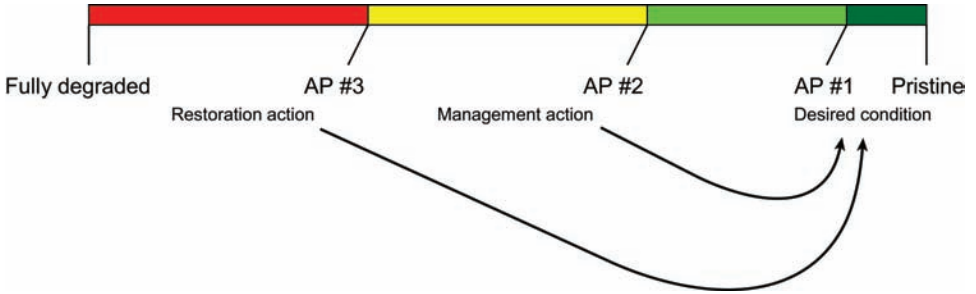 Fully degraded
AP #3
AP #2
AP #1
Pristine
Restoration action
Management action
Desired condition